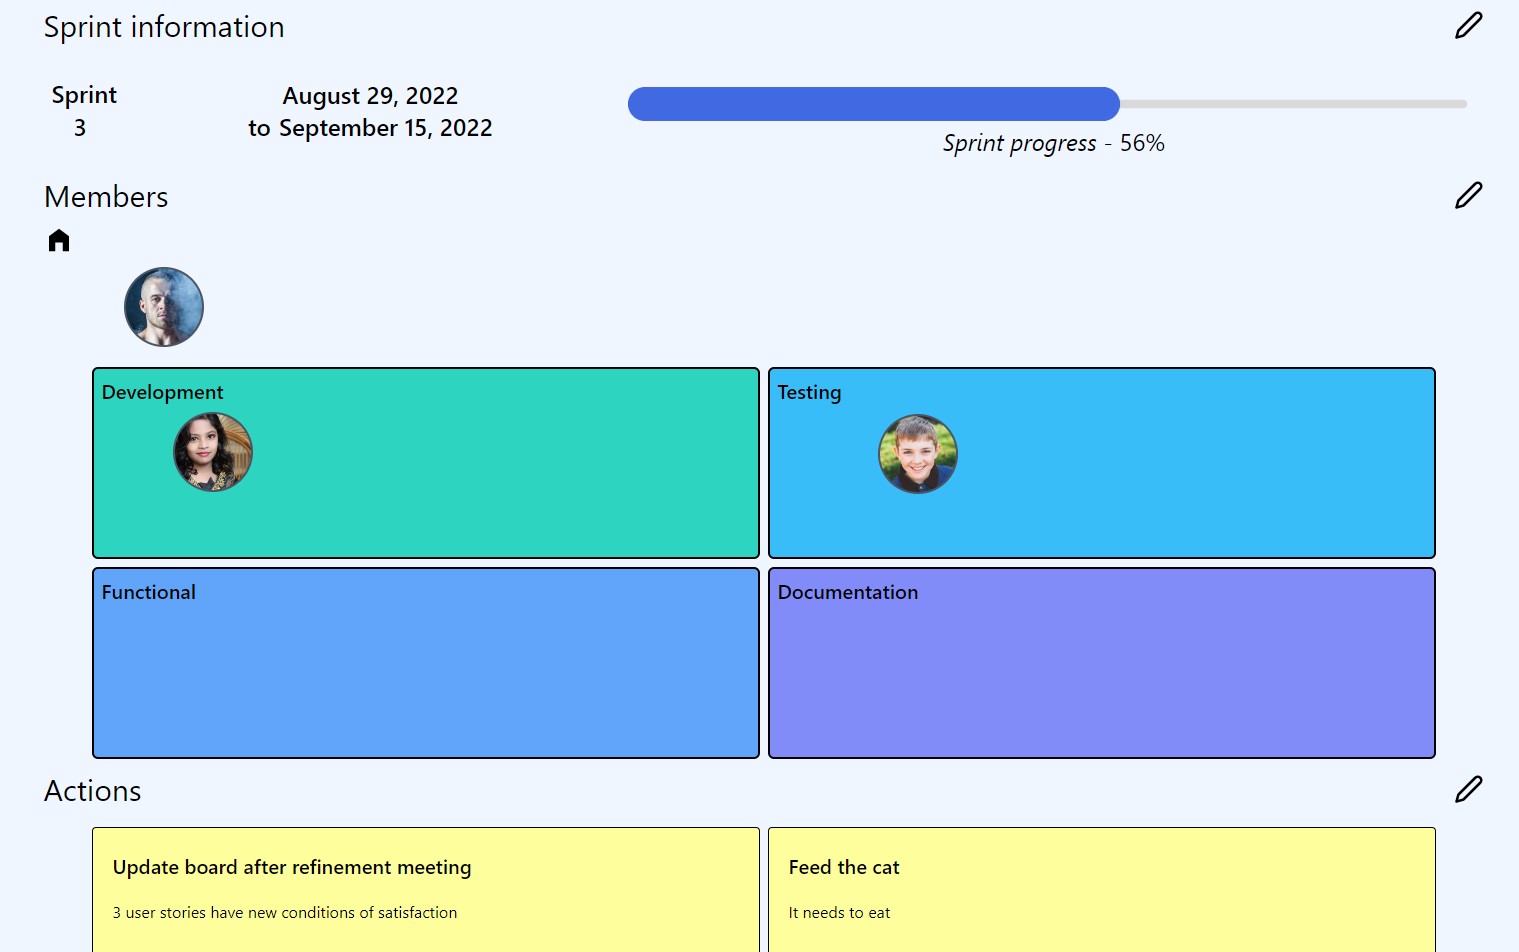 Sprint information
Sprint
3
August 29, 2022
to September 15, 2022
Sprint progress - 56%
Members
Development
Testing
Functional
Documentation
Actions
Update board after refinement meeting
3 user stories have new conditions of satisfaction
Feed the cat
It needs to eat